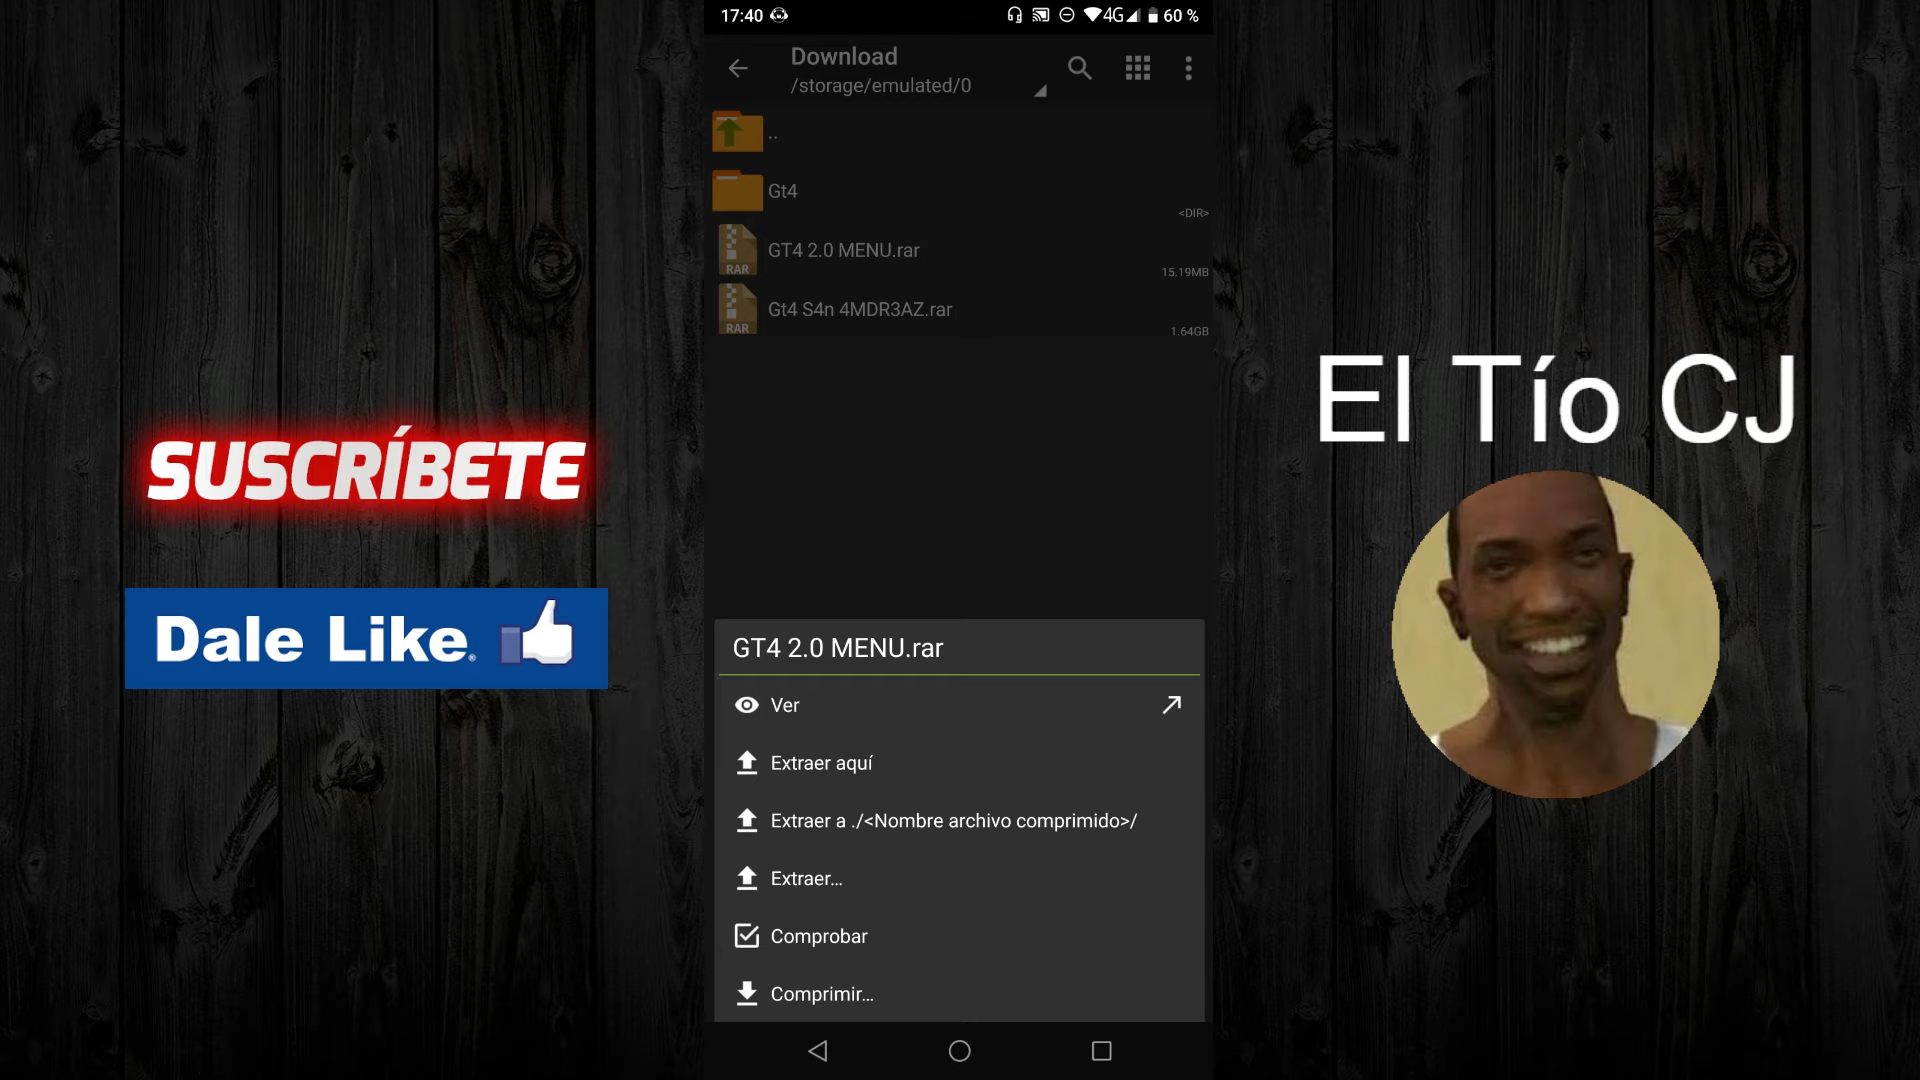 17:40
4G
60 %
Download
/storage/emulated/0
..
Gt4
<DIR>
GT4 2.0 MENU.rar
RAR
15.19MB
Gt4 S4n 4MDR3AZ.rar
RAR
1.64GB
GT4 2.0 MENU.rar
Ver
Extraer aquí
Extraer a ./<Nombre archivo comprimido>/
Extraer...
Comprobar
Comprimir...
SUSCRÍBETE
Dale Like.
El Tío CJ